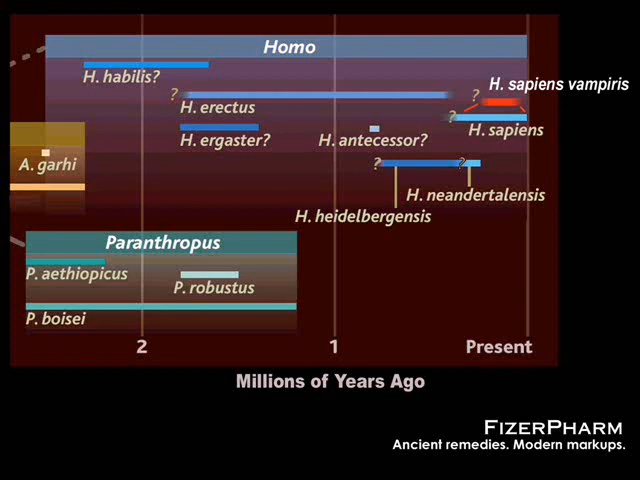 Homo
H. habilis?
H. sapiens vampiris
?
?
H. erectus
?
H. sapiens
H. ergaster?
H. antecessor?
A. garhi
?
?
H. neandertalensis
H. heidelbergensis
Paranthropus
P. aethiopicus
P. robustus
P. boisei
2
1
Present
Millions of Years Ago
FIZERPHARM
Ancient remedies. Modern markups.